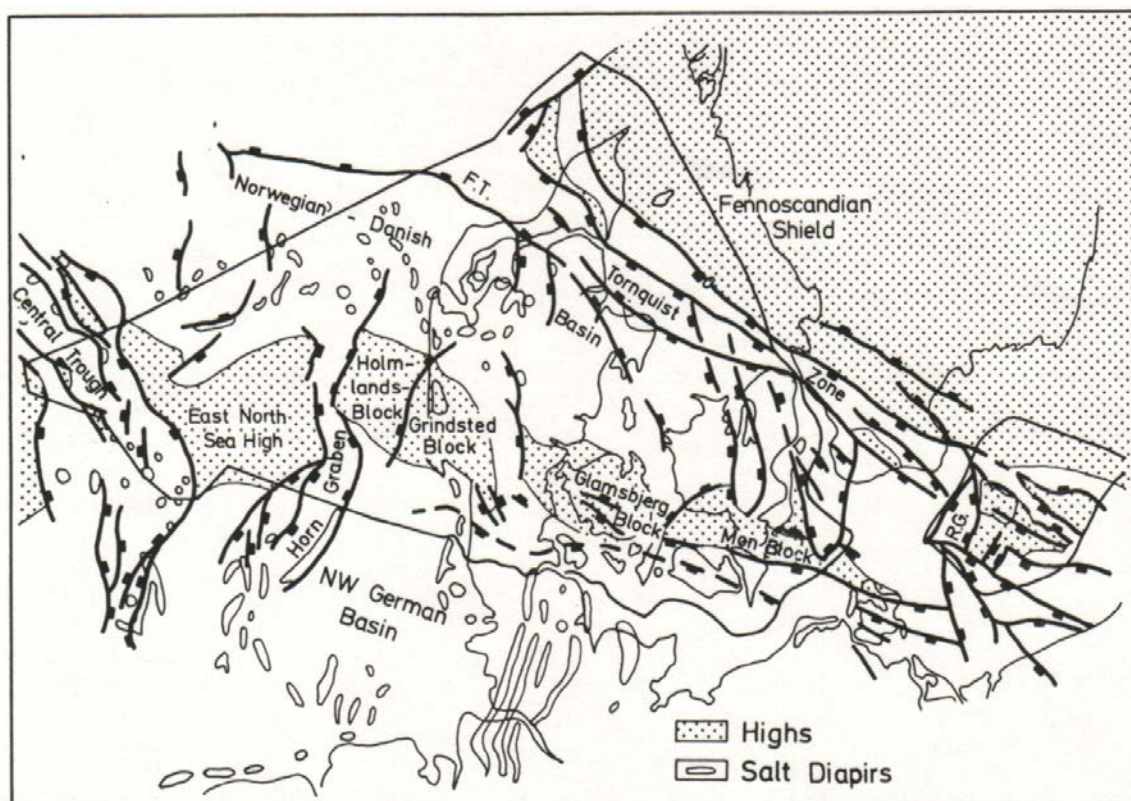 Norwegian -
Danish
Basin
F.T.
Fennoscandian
Shield
Tornquist
Zone
Central
Trough
East North
Sea High
Holm-
lands-
Block
Grindsted
Block
Horn
Graben
Glamsbjerg
Block
Møn Block
R.G.
NW German
Basin
Highs
Salt Diapirs